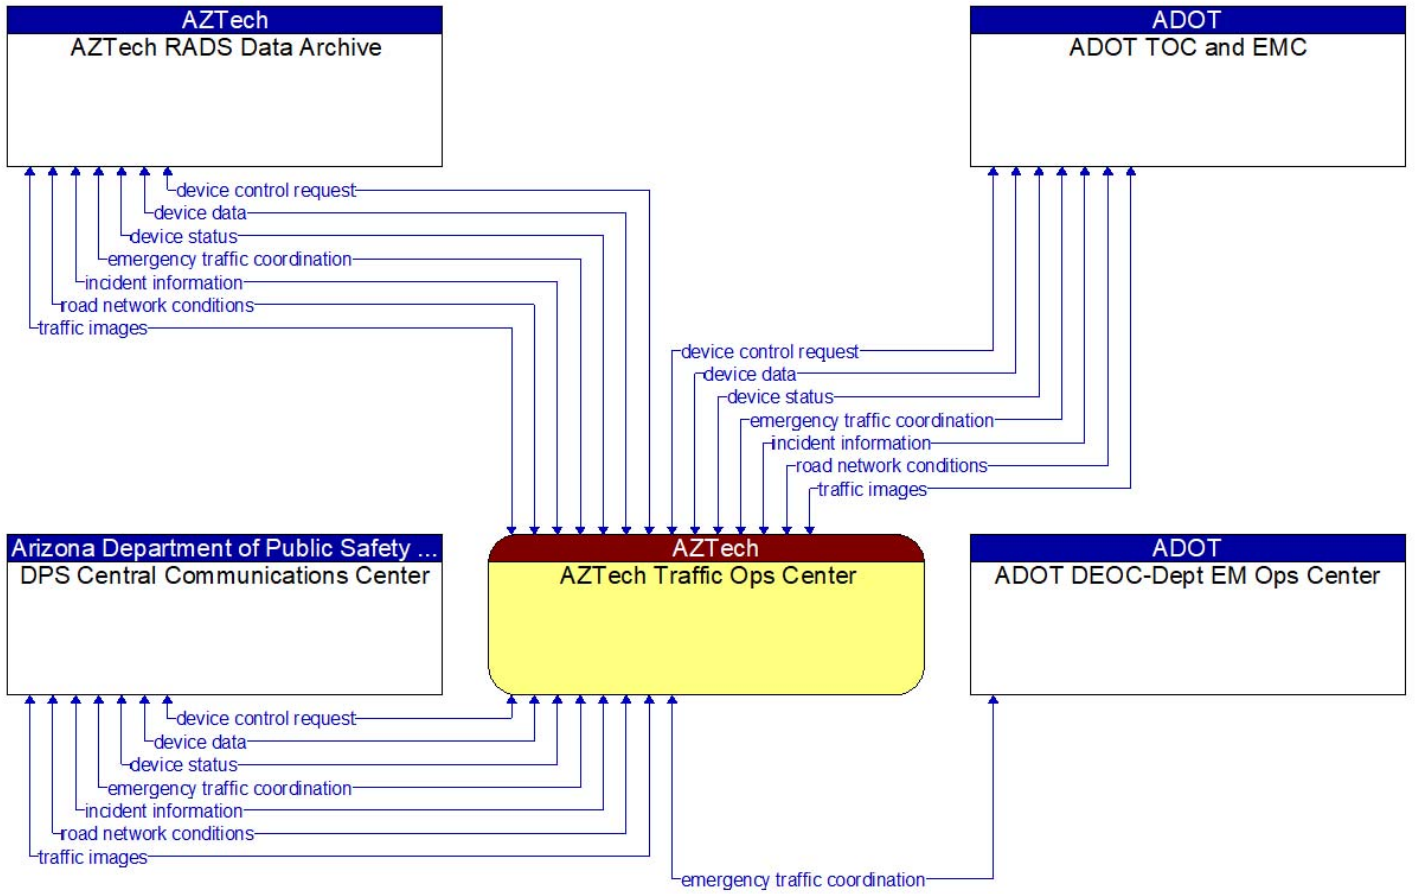 AZTech
AZTech RADS Data Archive
ADOT
ADOT TOC and EMC
device control request
device data
device status
emergency traffic coordination
incident information
road network conditions
traffic images
device control request
device data
device status
emergency traffic coordination
incident information
road network conditions
traffic images
Arizona Department of Public Safety ...
DPS Central Communications Center
AZTech
AZTech Traffic Ops Center
ADOT
ADOT DEOC-Dept EM Ops Center
device control request
device data
device status
emergency traffic coordination
incident information
road network conditions
traffic images
emergency traffic coordination